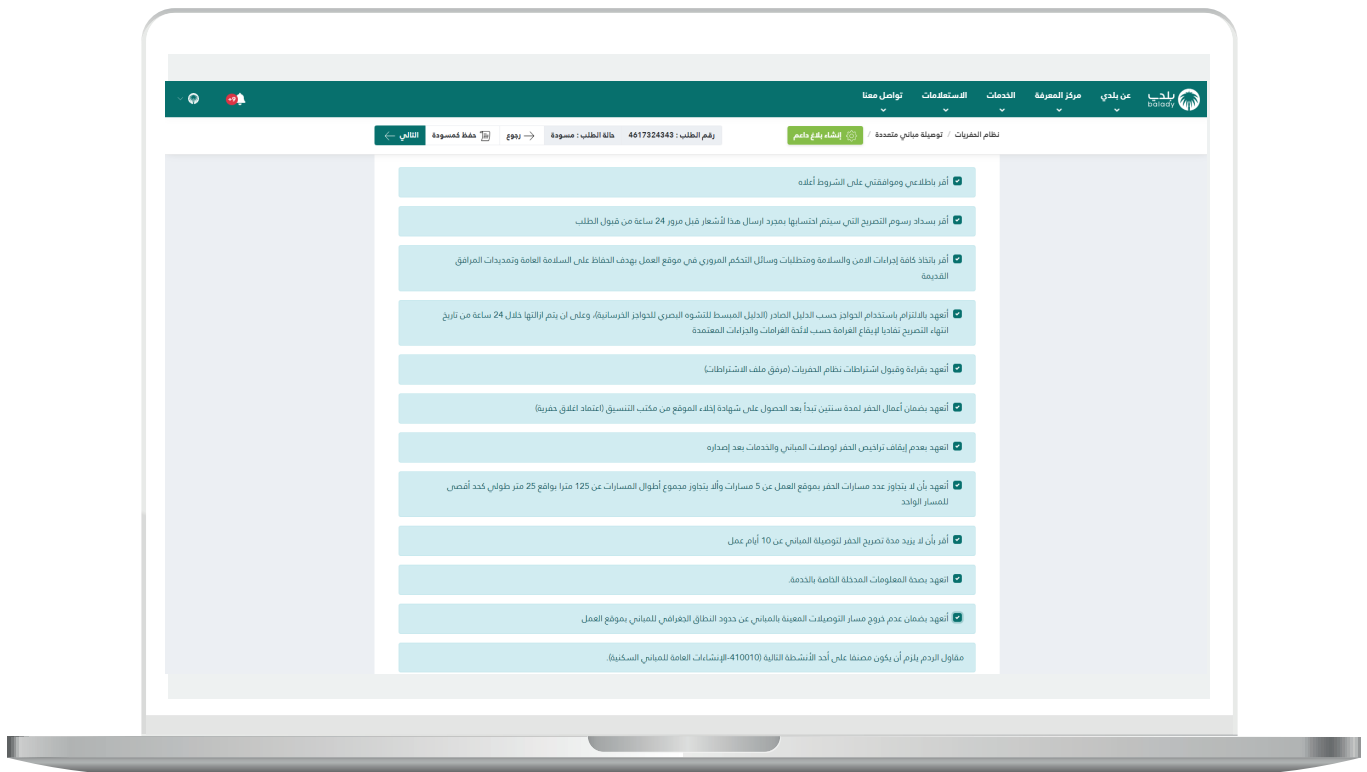 بلدي
balady
عن بلدي
مركز المعرفة
الخدمات
الاستعلامات
تواصل معنا
+9
نظام الحفريات / توصيلة مباني متعددة /
إنشاء بلاغ داعم
رقم الطلب : 4617324343
حالة الطلب : مسودة
رجوع
حفظ كمسودة
التالي
أقر باطلاعي وموافقتي على الشروط أعلاه
أقر بسداد رسوم التصريح التي سيتم احتسابها بمجرد ارسال هذا لأشعار قبل مرور 24 ساعة من قبول الطلب
أقر باتخاذ كافة إجراءات الامن والسلامة ومتطلبات وسائل التحكم المروري في موقع العمل بهدف الحفاظ على السلامة العامة وتمديدات المرافق
القديمة
أتعهد بالالتزام باستخدام الحواجز حسب الدليل الصادر (الدليل المبسط للتشوه البصري للحواجز الخرسانية)، وعلى ان يتم ازالتها خلال 24 ساعة من تاريخ
انتهاء التصريح تفاديا لإيقاع الغرامة حسب لائحة الغرامات والجزاءات المعتمدة
أتعهد بقراءة وقبول اشتراطات نظام الحفريات (مرفق ملف الاشتراطات)
أتعهد بضمان أعمال الحفر لمدة سنتين تبدأ بعد الحصول على شهادة إخلاء الموقع من مكتب التنسيق (اعتماد اغلاق حفرية)
اتعهد بعدم إيقاف تراخيص الحفر لوصلات المباني والخدمات بعد إصداره
أتعهد بأن لا يتجاوز عدد مسارات الحفر بموقع العمل عن 5 مسارات وألا يتجاوز مجموع أطوال المسارات عن 125 مترا بواقع 25 متر طولي كحد أقصى
للمسار الواحد
أقر بأن لا يزيد مدة تصريح الحفر لتوصيلة المباني عن 10 أيام عمل
اتعهد بصحة المعلومات المدخلة الخاصة بالخدمة.
أتعهد بضمان عدم خروج مسار التوصيلات المعينة بالمباني عن حدود النطاق الجغرافي للمباني بموقع العمل
مقاول الردم يلزم أن يكون مصنفا على أحد الأنشطة التالية (410010-الإنشاءات العامة للمباني السكنية).